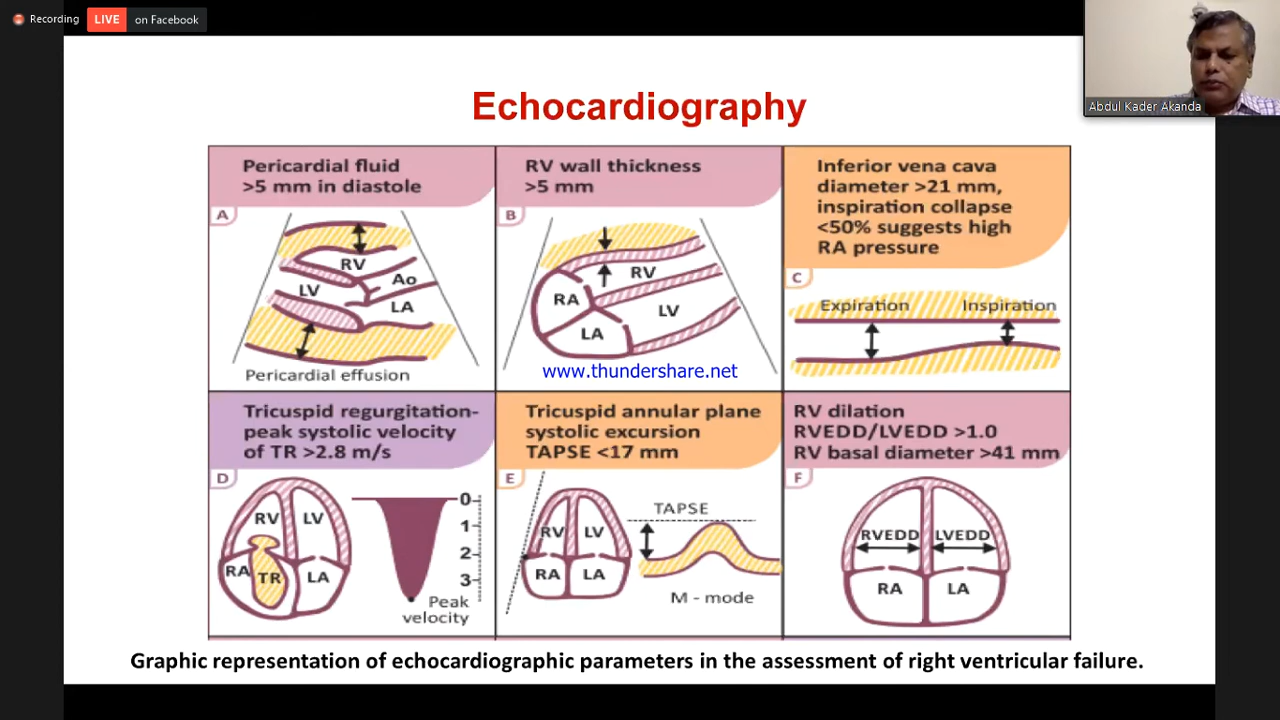 Recording
LIVE
on Facebook
Abdul Kader Akanda
Echocardiography
Pericardial fluid
>5 mm in diastole
A
RV
Ao
LV
LA
Pericardial effusion
RV wall thickness
>5 mm
B
RV
RA
LV
LA
www.thundershare.net
Inferior vena cava
diameter >21 mm,
inspiration collapse
<50% suggests high
RA pressure
C
Expiration
Inspiration
Tricuspid regurgitation-
peak systolic velocity
of TR >2.8 m/s
D
RV
LV
RA
TR
LA
0
1
2
3
Peak
velocity
Tricuspid annular plane
systolic excursion
TAPSE <17 mm
E
RV
LV
RA
LA
TAPSE
M - mode
RV dilation
RVEDD/LVEDD >1.0
RV basal diameter >41 mm
F
RVEDD
LVEDD
RA
LA
Graphic representation of echocardiographic parameters in the assessment of right ventricular failure.